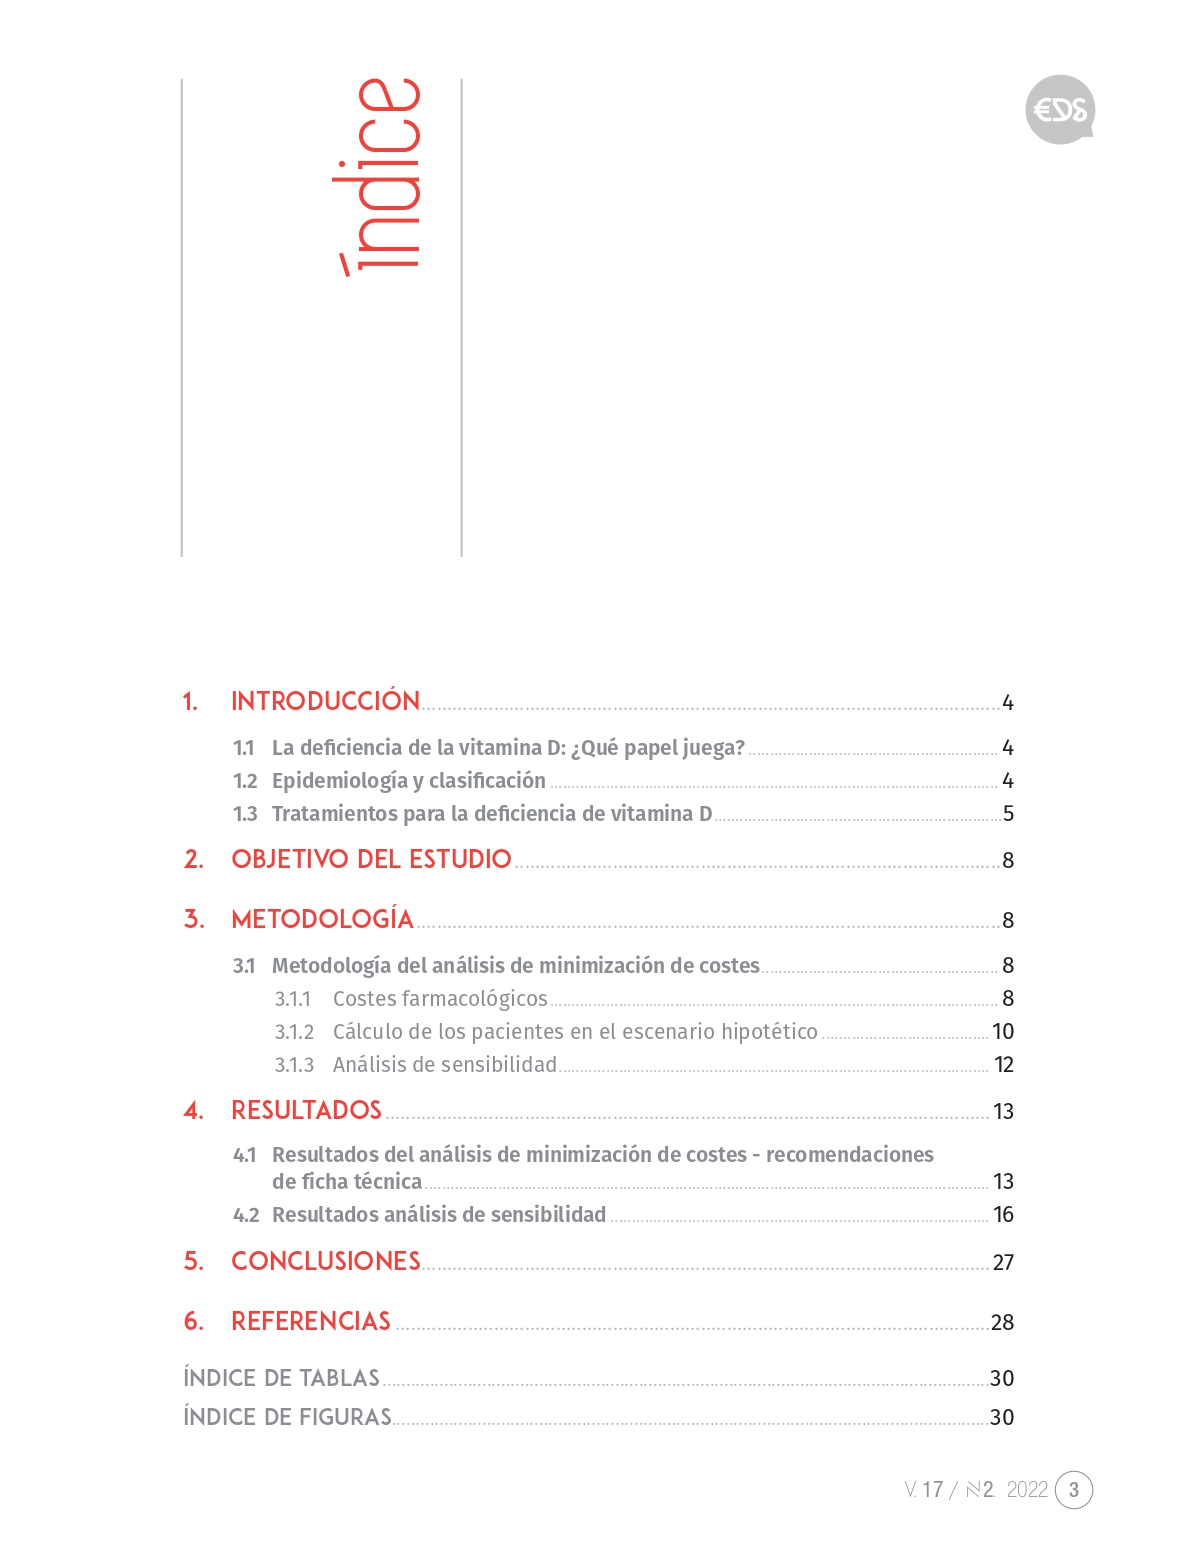 índice
€DS
1. INTRODUCCIÓN 4
1.1 La deficiencia de la vitamina D: ¿Qué papel juega? 4
1.2 Epidemiología y clasificación 4
1.3 Tratamientos para la deficiencia de vitamina D 5
2. OBJETIVO DEL ESTUDIO 8
3. METODOLOGÍA 8
3.1 Metodología del análisis de minimización de costes 8
3.1.1 Costes farmacológicos 8
3.1.2 Cálculo de los pacientes en el escenario hipotético 10
3.1.3 Análisis de sensibilidad 12
4. RESULTADOS 13
4.1 Resultados del análisis de minimización de costes - recomendaciones
de ficha técnica 13
4.2 Resultados análisis de sensibilidad 16
5. CONCLUSIONES 27
6. REFERENCIAS 28
ÍNDICE DE TABLAS 30
ÍNDICE DE FIGURAS 30
V. 17 / N2. 2022 3